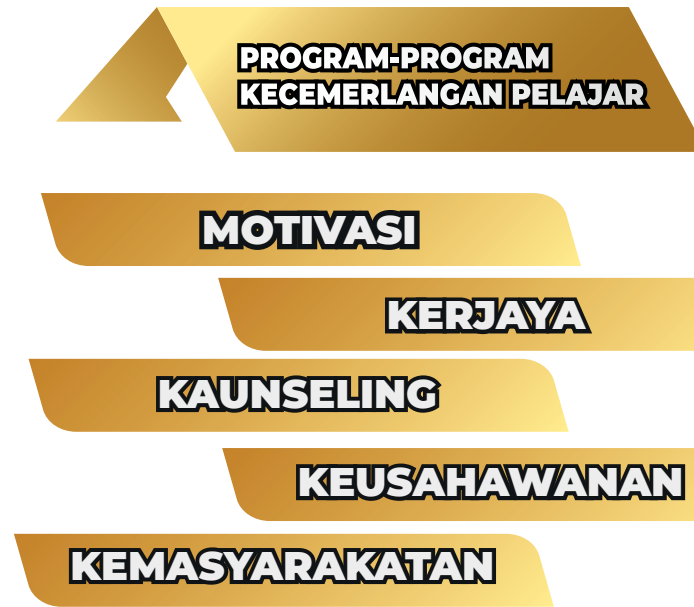 PROGRAM-PROGRAM
KECEMERLANGAN PELAJAR
MOTIVASI
KERJAYA
KAUNSELING
KEUSAHAWANAN
KEMASYARAKATAN